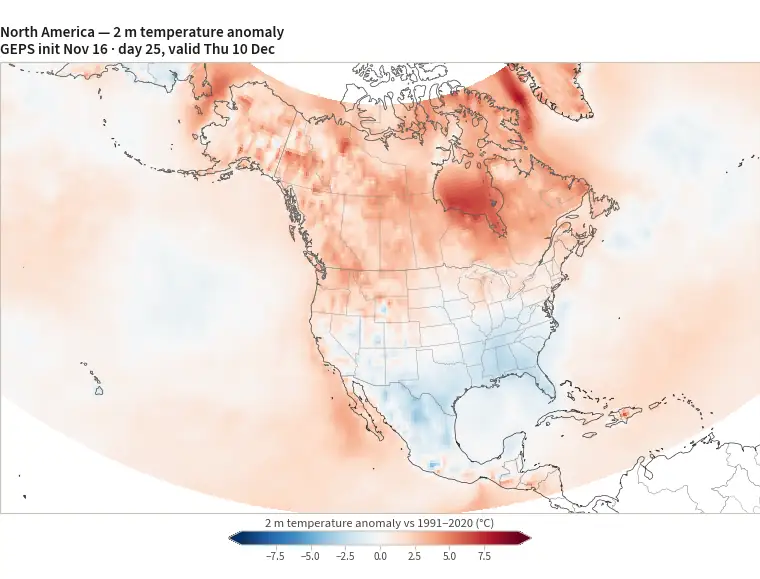 North America — 2 m temperature anomaly
GEPS init Nov 16 · day 25, valid Thu 10 Dec
2 m temperature anomaly vs 1991–2020 (°C)
−7.5 −5.0 −2.5 0.0 2.5 5.0 7.5